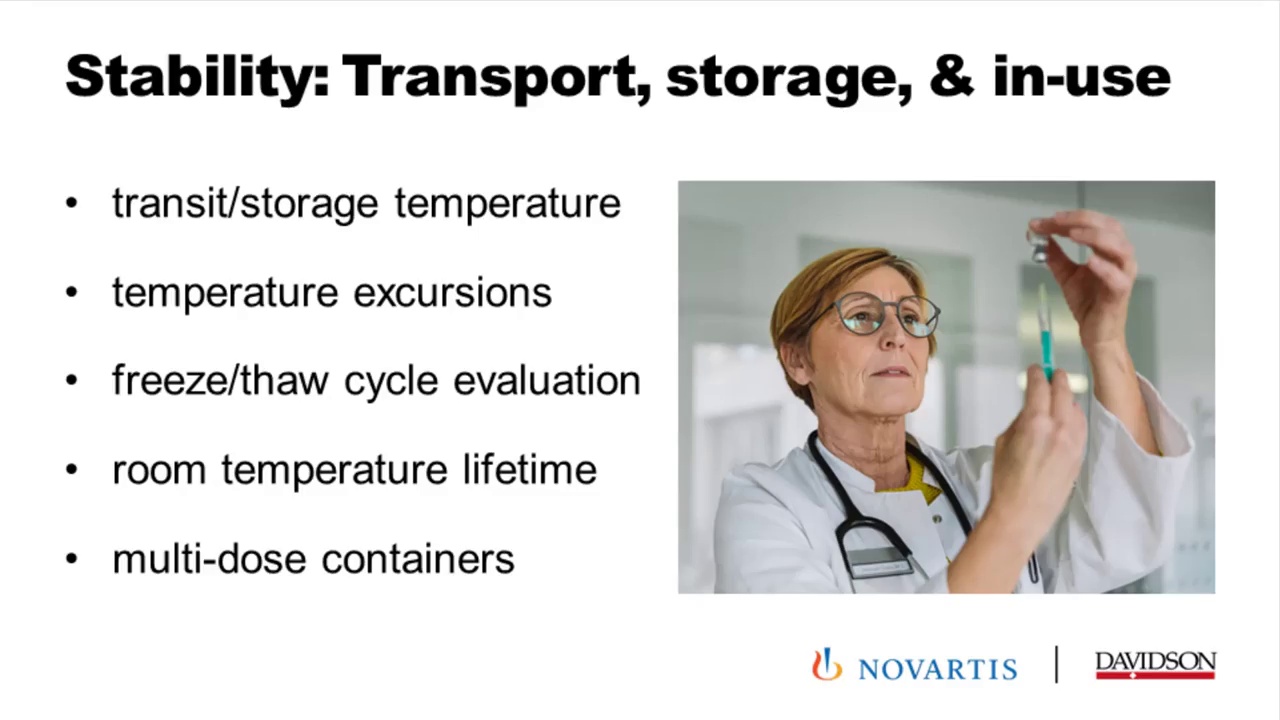 Stability: Transport, storage, & in-use
• transit/storage temperature
• temperature excursions
• freeze/thaw cycle evaluation
• room temperature lifetime
• multi-dose containers
NOVARTIS
DAVIDSON